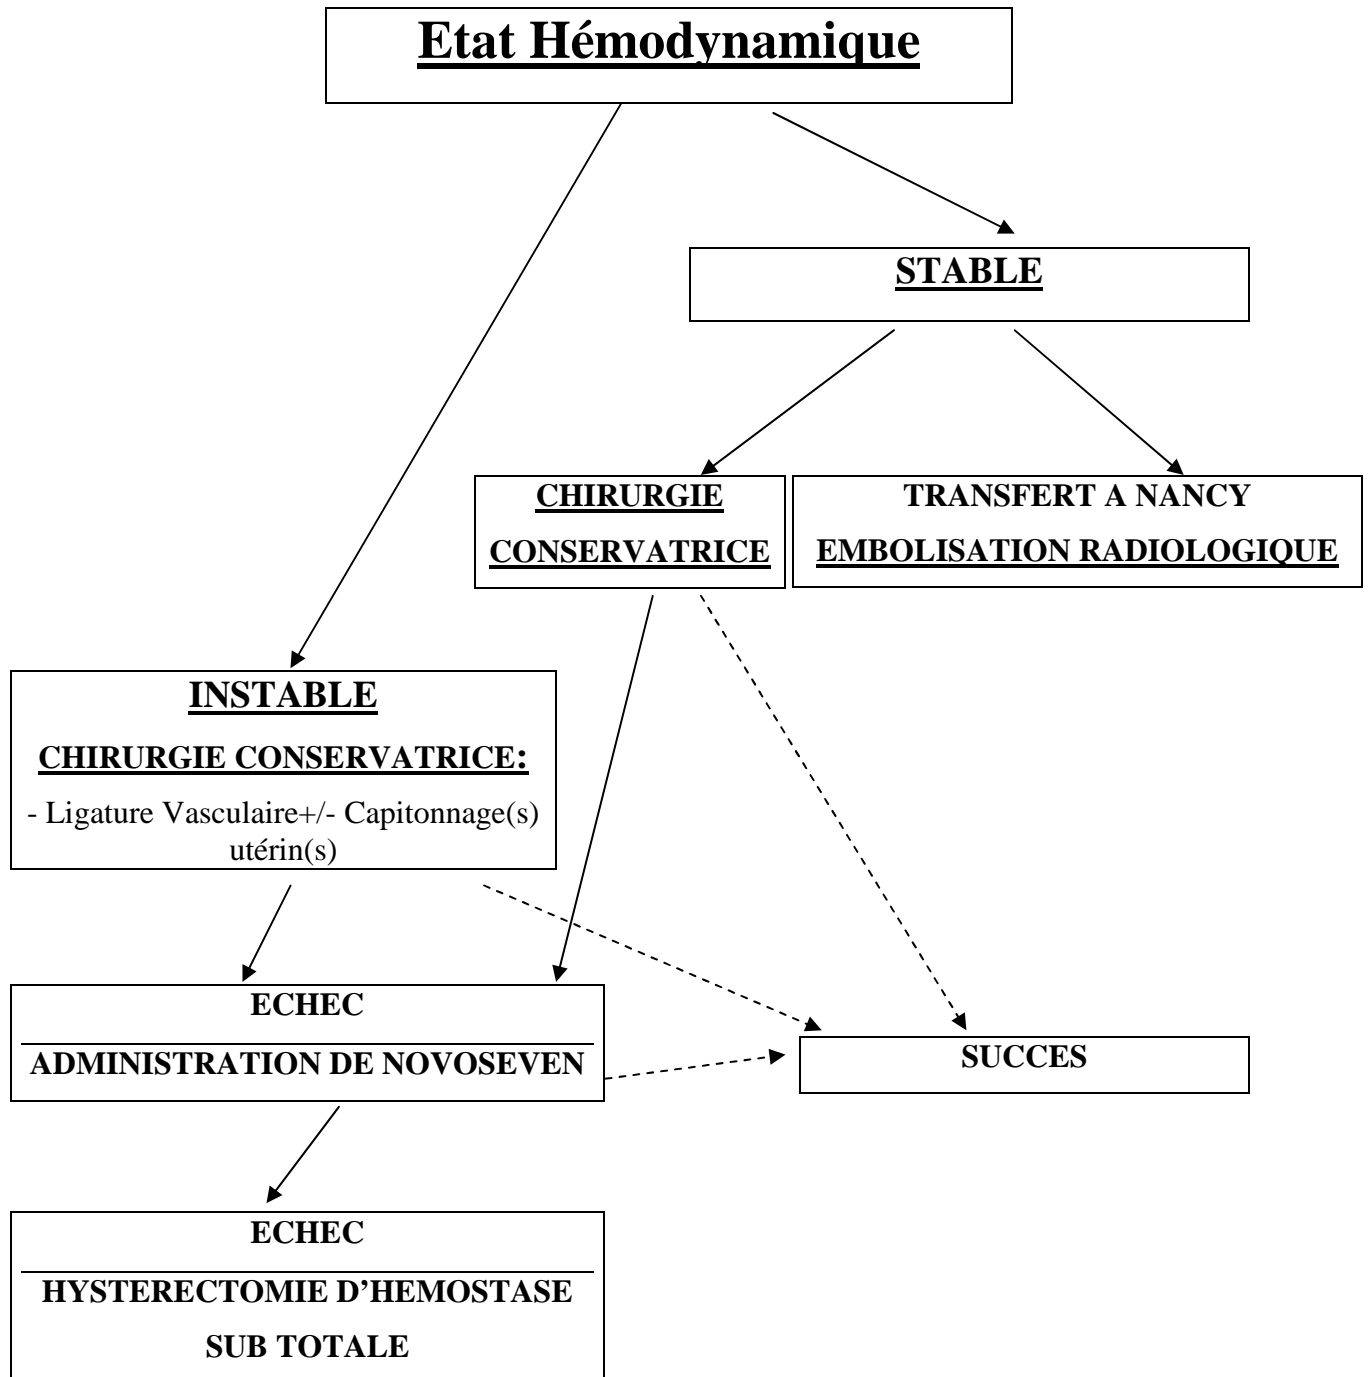 Etat Hémodynamique
STABLE
CHIRURGIE
CONSERVATRICE
TRANSFERT A NANCY
EMBOLISATION RADIOLOGIQUE
INSTABLE
CHIRURGIE CONSERVATRICE:
- Ligature Vasculaire+/- Capitonnage(s)
utérin(s)
ECHEC
ADMINISTRATION DE NOVOSEVEN
SUCCES
ECHEC
HYSTERECTOMIE D’HEMOSTASE
SUB TOTALE